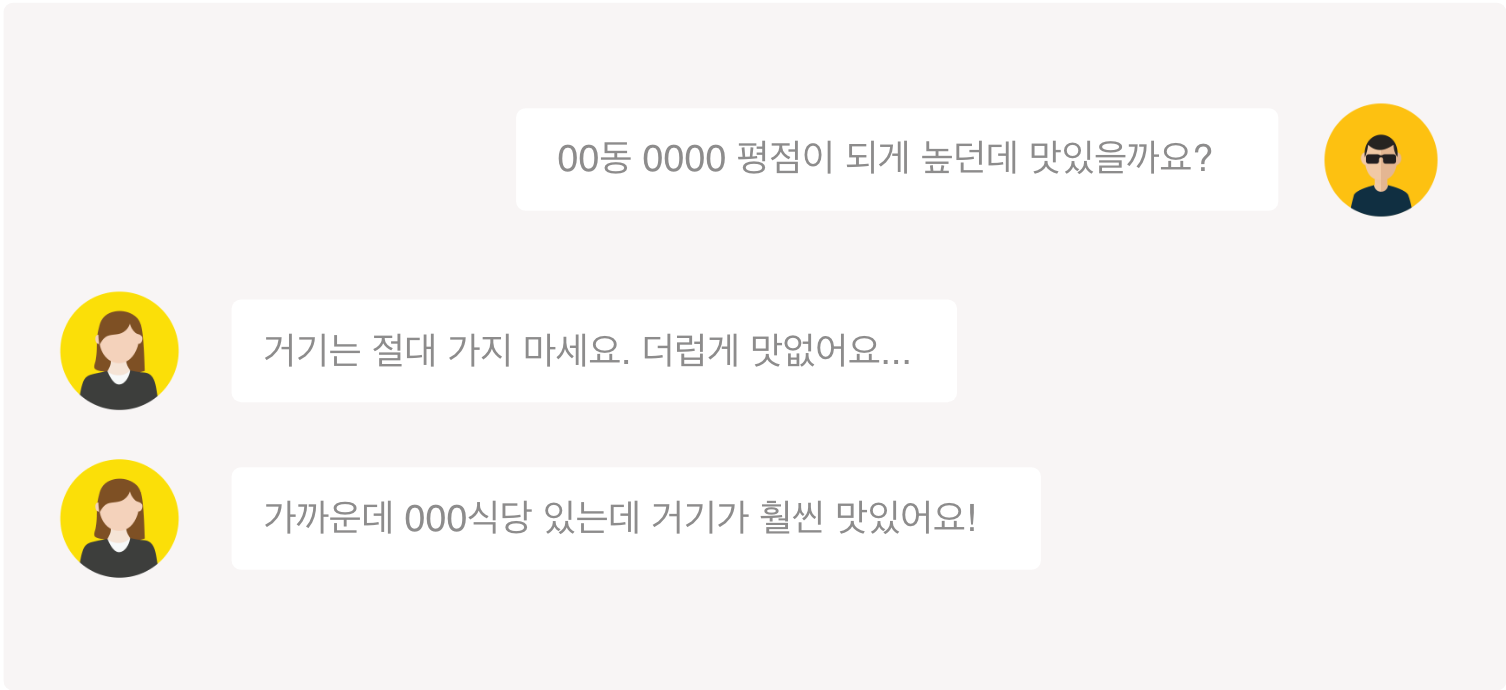 00동 0000 평점이 되게 높던데 맛있을까요?
거기는 절대 가지 마세요. 더럽게 맛없어요...
가까운데 000식당 있는데 거기가 훨씬 맛있어요!